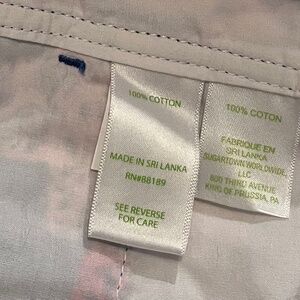 100% COTTON
MADE IN SRI LANKA
RN#88189
SEE REVERSE
FOR CARE
100% COTTON
FABRIQUE EN
SRI LANKA
SUGARTOWN WORLDWIDE,
LLC
800 THIRD AVENUE
KING OF PRUSSIA, PA